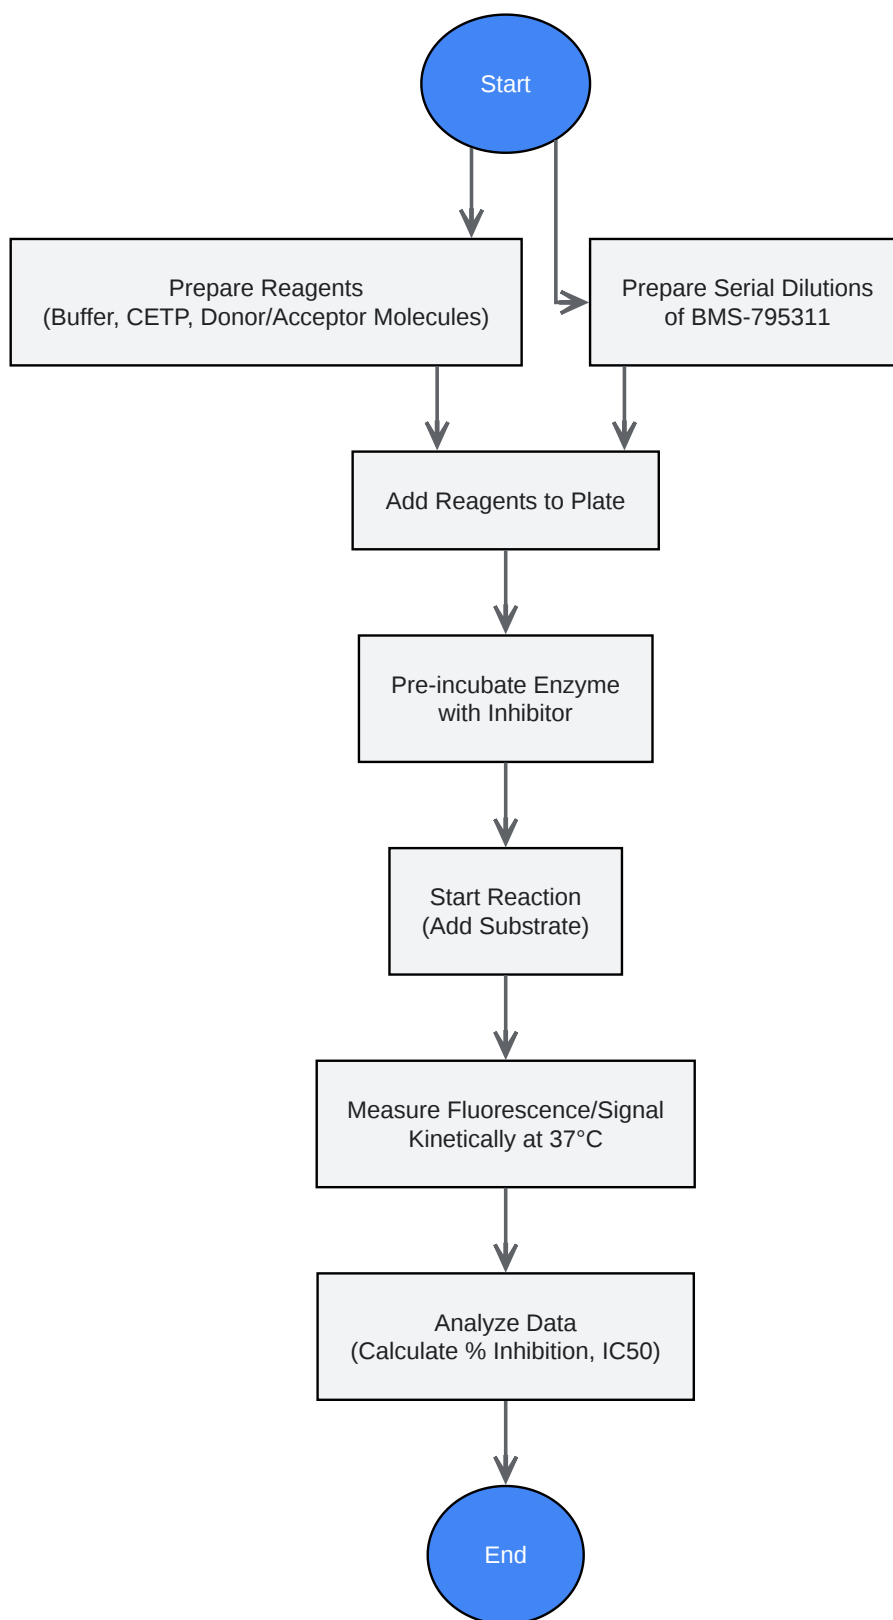 Start
Prepare Reagents
(Buffer, CETP, Donor/Acceptor Molecules)
Prepare Serial Dilutions
of BMS-795311
Add Reagents to Plate
Pre-incubate Enzyme
with Inhibitor
Start Reaction
(Add Substrate)
Measure Fluorescence/Signal
Kinetically at 37°C
Analyze Data
(Calculate % Inhibition, IC50)
End